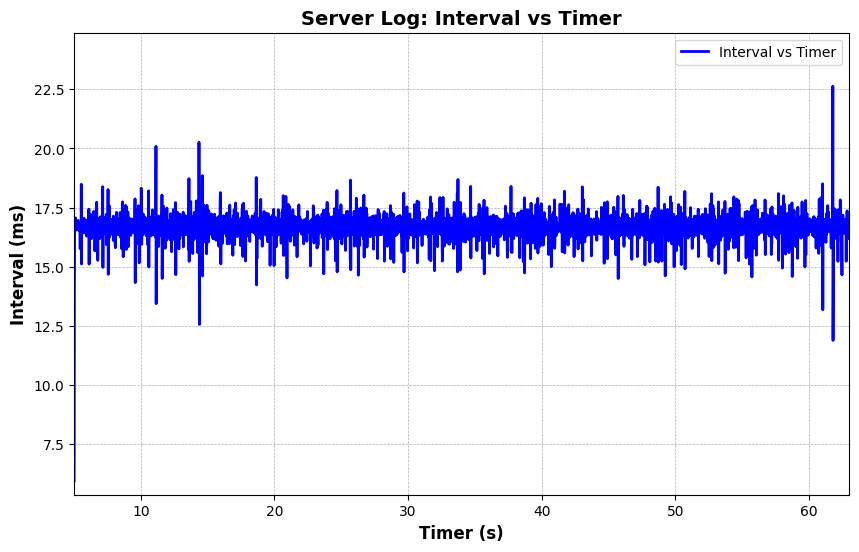 Server Log: Interval vs Timer
Interval vs Timer
22.5
20.0
17.5
15.0
12.5
10.0
7.5
Interval (ms)
10 20 30 40 50 60
Timer (s)